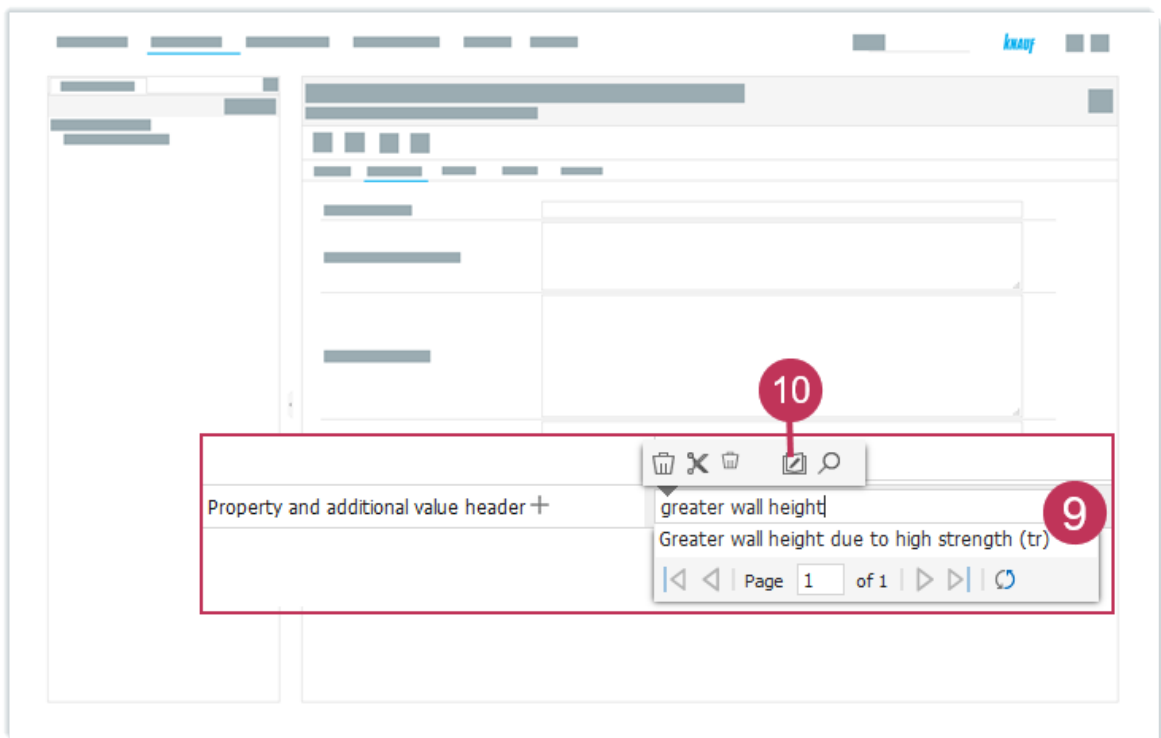 KNAUF
10
Property and additional value header
greater wall height
9
Greater wall height due to high strength (tr)
Page 1 of 1